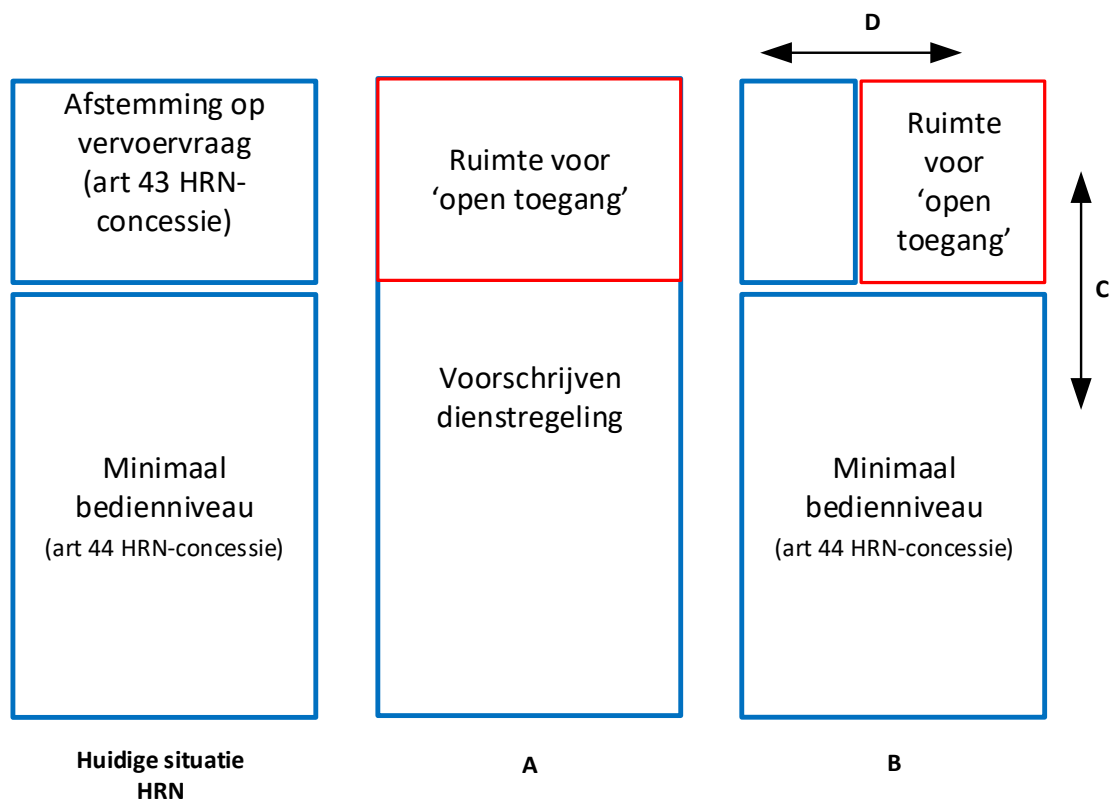 D
Afstemming op
vervoervraag
(art 43 HRN-
concessie)
Minimaal
bedienniveau
(art 44 HRN-concessie)
Huidige situatie
HRN
Ruimte voor
‘open toegang’
Voorschrijven
dienstregeling
A
Ruimte
voor
‘open
toegang’
C
Minimaal
bedienniveau
(art 44 HRN-concessie)
B